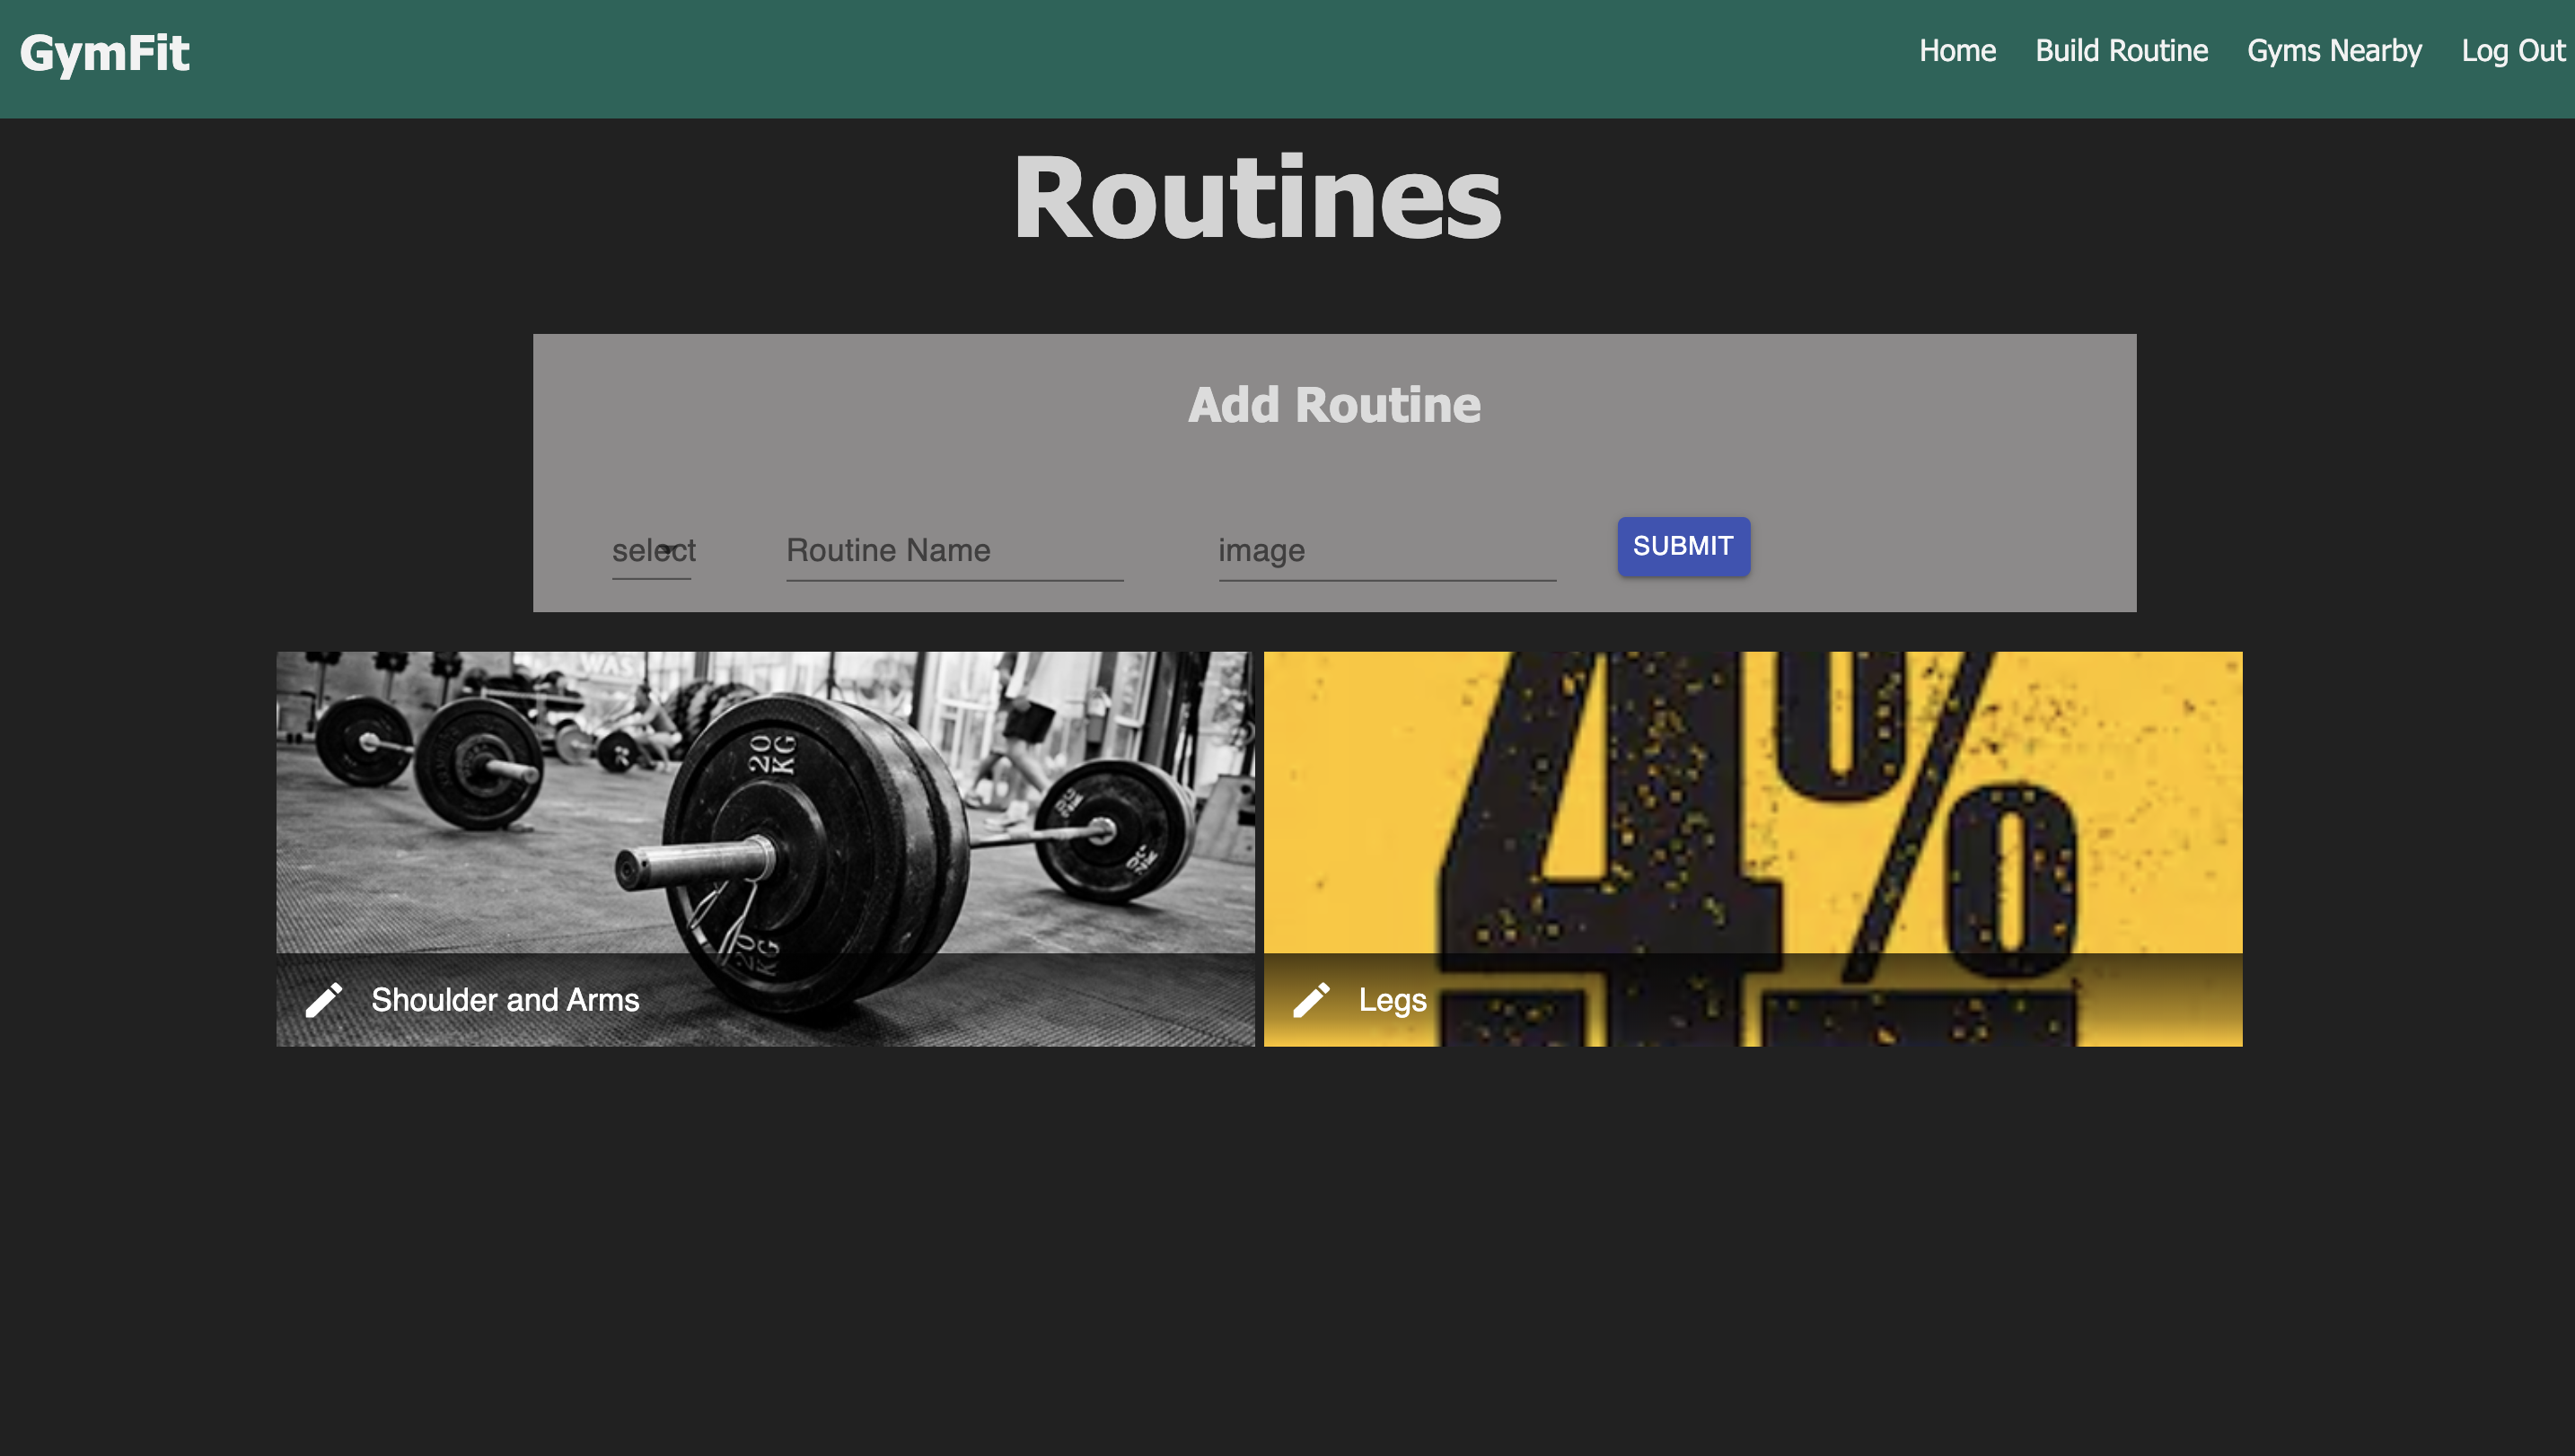 GymFit
Home Build Routine Gyms Nearby Log Out
Routines
Add Routine
select Routine Name image SUBMIT
WAS
20 KG
20 KG
Shoulder and Arms
4%
Legs